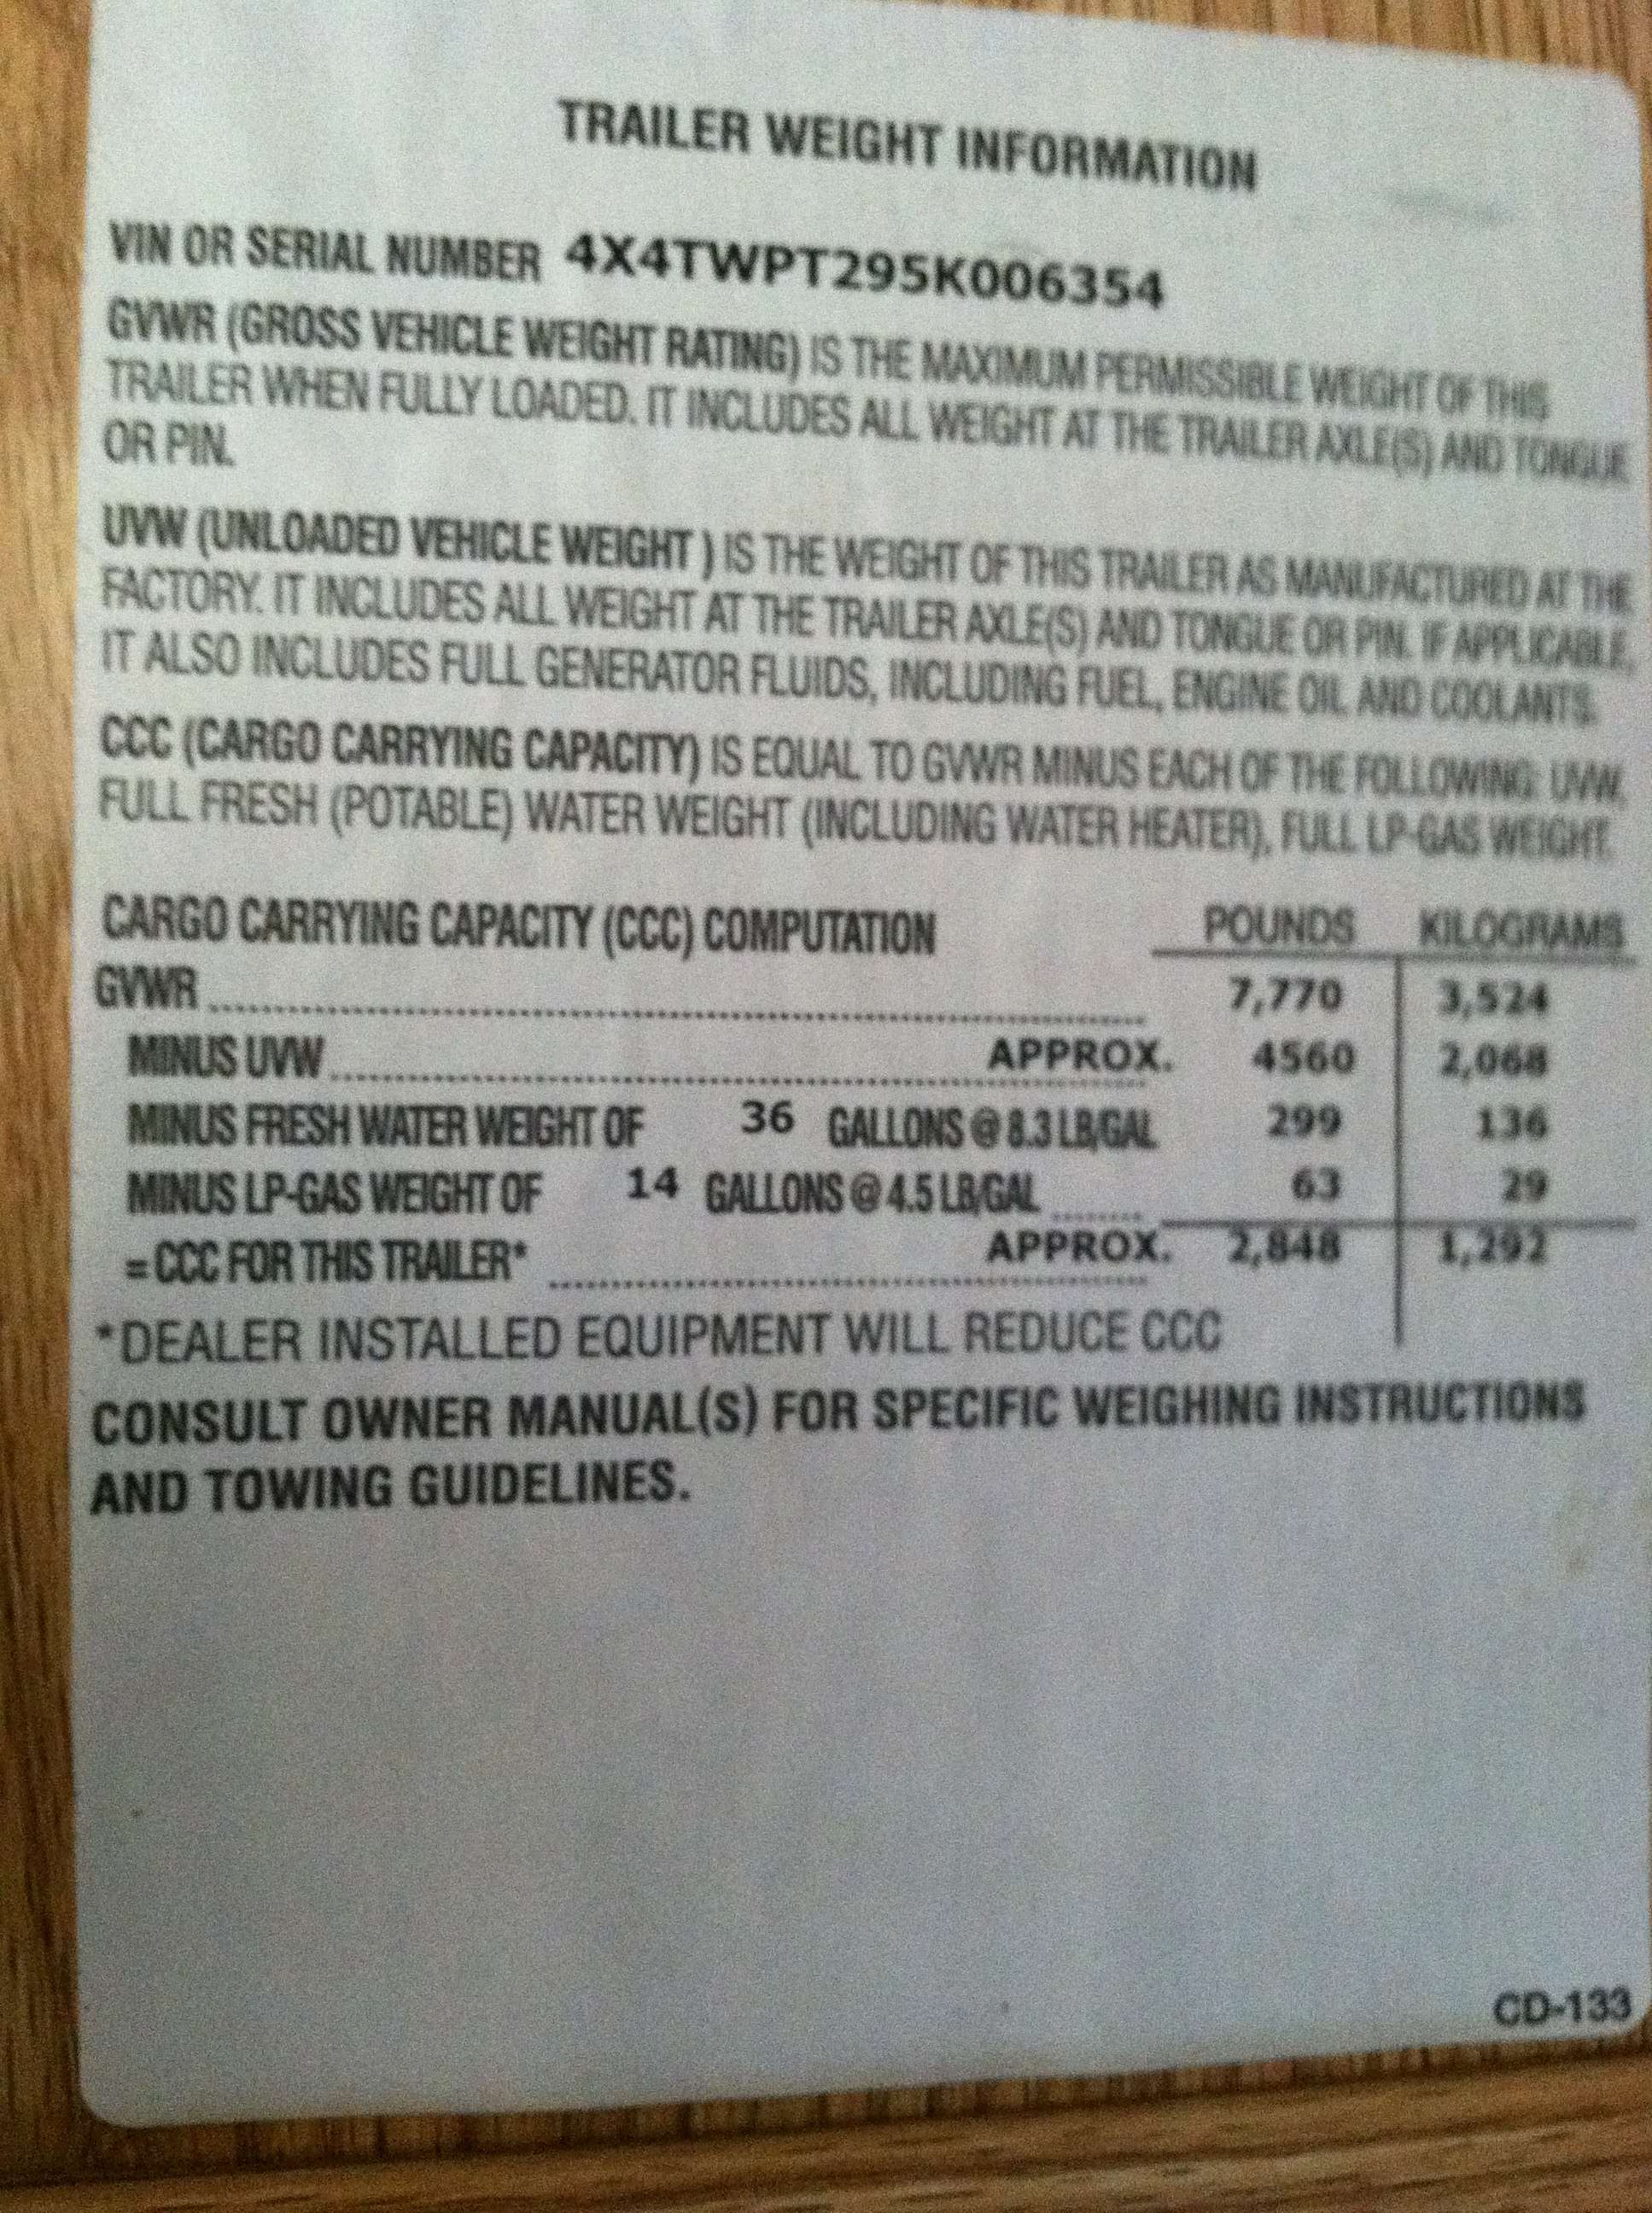 TRAILER WEIGHT INFORMATION
VIN OR SERIAL NUMBER 4X4TWPT295K006354
GVWR (GROSS VEHICLE WEIGHT RATING) IS THE MAXIMUM PERMISSIBLE WEIGHT OF THIS
TRAILER WHEN FULLY LOADED. IT INCLUDES ALL WEIGHT AT THE TRAILER AXLE(S) AND TONGUE
OR PIN.
UVW (UNLOADED VEHICLE WEIGHT ) IS THE WEIGHT OF THIS TRAILER AS MANUFACTURED AT THE
FACTORY. IT INCLUDES ALL WEIGHT AT THE TRAILER AXLE(S) AND TONGUE OR PIN. IF APPLICABLE,
IT ALSO INCLUDES FULL GENERATOR FLUIDS, INCLUDING FUEL, ENGINE OIL AND COOLANTS.
CCC (CARGO CARRYING CAPACITY) IS EQUAL TO GVWR MINUS EACH OF THE FOLLOWING: UVW,
FULL FRESH (POTABLE) WATER WEIGHT (INCLUDING WATER HEATER), FULL LP-GAS WEIGHT.
CARGO CARRYING CAPACITY (CCC) COMPUTATION POUNDS KILOGRAMS
GVWR 7,770 3,524
MINUS UVW APPROX. 4560 2,068
MINUS FRESH WATER WEIGHT OF 36 GALLONS @ 8.3 LB/GAL 299 136
MINUS LP-GAS WEIGHT OF 14 GALLONS @ 4.5 LB/GAL 63 29
= CCC FOR THIS TRAILER* APPROX. 2,848 1,292
*DEALER INSTALLED EQUIPMENT WILL REDUCE CCC
CONSULT OWNER MANUAL(S) FOR SPECIFIC WEIGHING INSTRUCTIONS
AND TOWING GUIDELINES.
CD-133